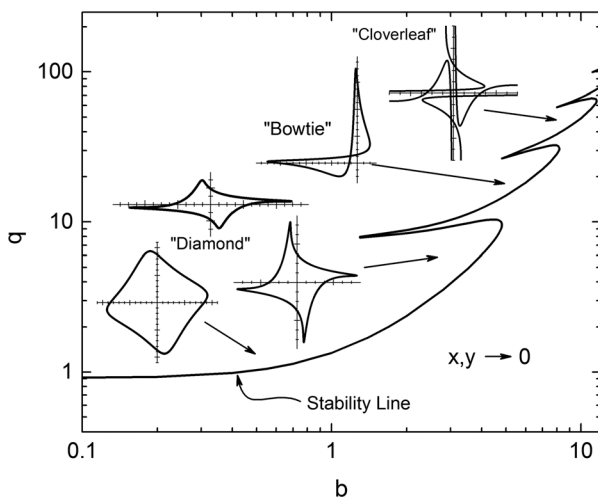 "Cloverleaf"
100
"Bowtie"
10
"Diamond"
q
x,y → 0
1
Stability Line
0.1
1
10
b